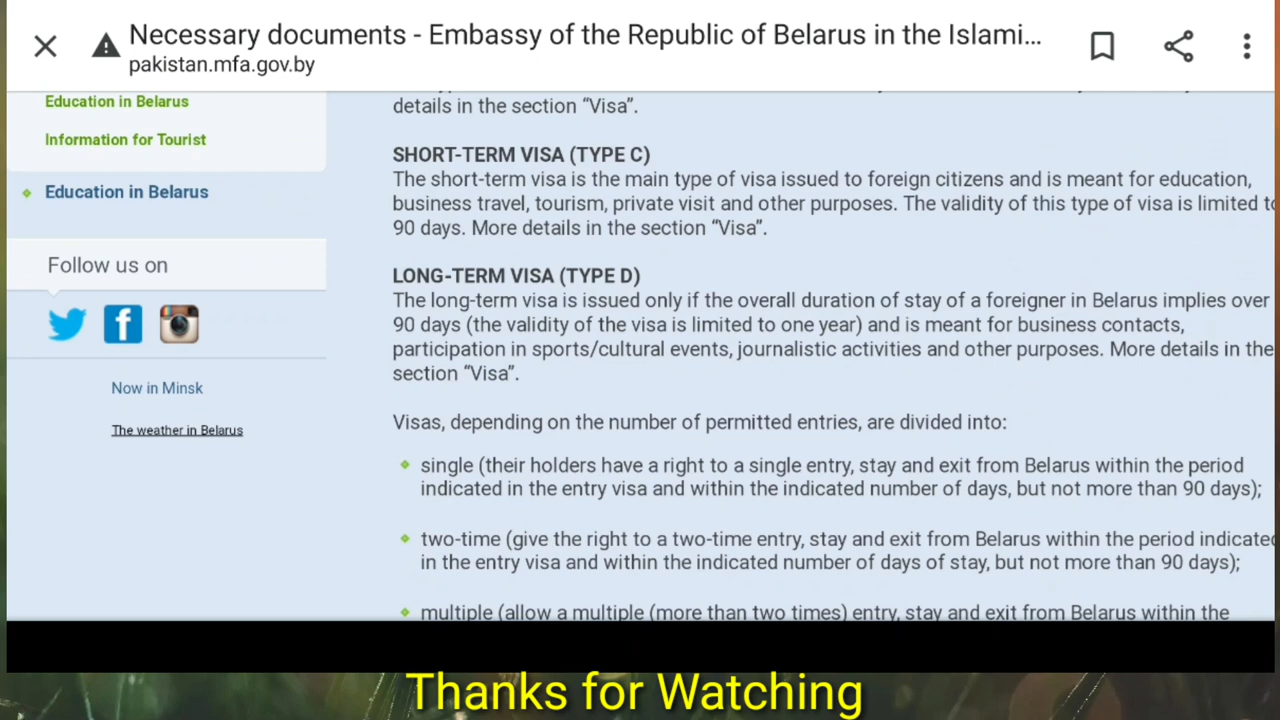 Necessary documents - Embassy of the Republic of Belarus in the Islami...
pakistan.mfa.gov.by
Education in Belarus
Information for Tourist
Education in Belarus
Follow us on
Now in Minsk
The weather in Belarus
details in the section “Visa”.
SHORT-TERM VISA (TYPE C)
The short-term visa is the main type of visa issued to foreign citizens and is meant for education,
business travel, tourism, private visit and other purposes. The validity of this type of visa is limited to
90 days. More details in the section “Visa”.
LONG-TERM VISA (TYPE D)
The long-term visa is issued only if the overall duration of stay of a foreigner in Belarus implies over
90 days (the validity of the visa is limited to one year) and is meant for business contacts,
participation in sports/cultural events, journalistic activities and other purposes. More details in the
section “Visa”.
Visas, depending on the number of permitted entries, are divided into:
single (their holders have a right to a single entry, stay and exit from Belarus within the period
indicated in the entry visa and within the indicated number of days, but not more than 90 days);
two-time (give the right to a two-time entry, stay and exit from Belarus within the period indicated
in the entry visa and within the indicated number of days of stay, but not more than 90 days);
multiple (allow a multiple (more than two times) entry, stay and exit from Belarus within the
Thanks for Watching